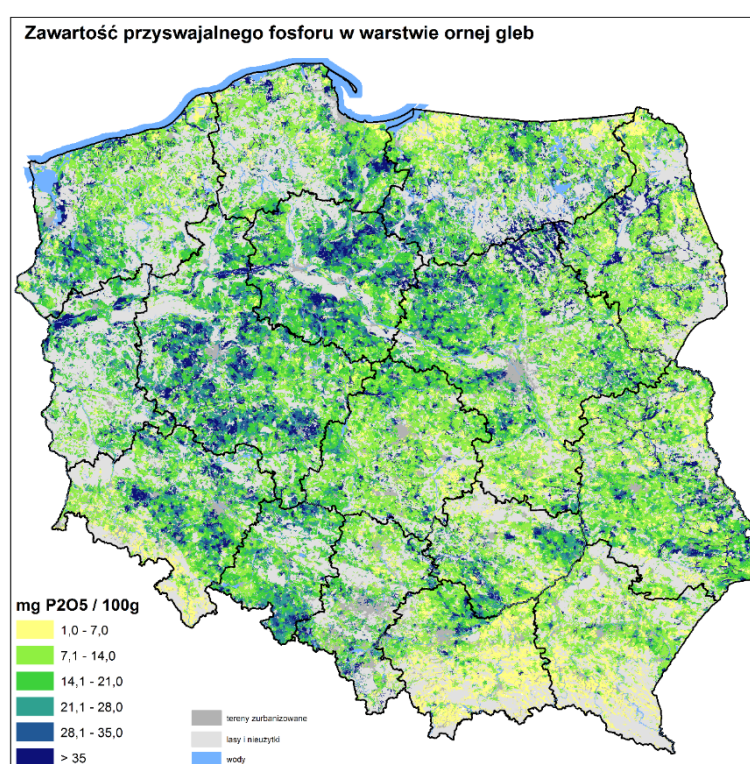 Zawartość przyswajalnego fosforu w warstwie ornej gleb
mg P2O5 / 100g
1,0 - 7,0
7,1 - 14,0
14,1 - 21,0
21,1 - 28,0
28,1 - 35,0
> 35
tereny zurbanizowane
lasy i nieużytki
wody